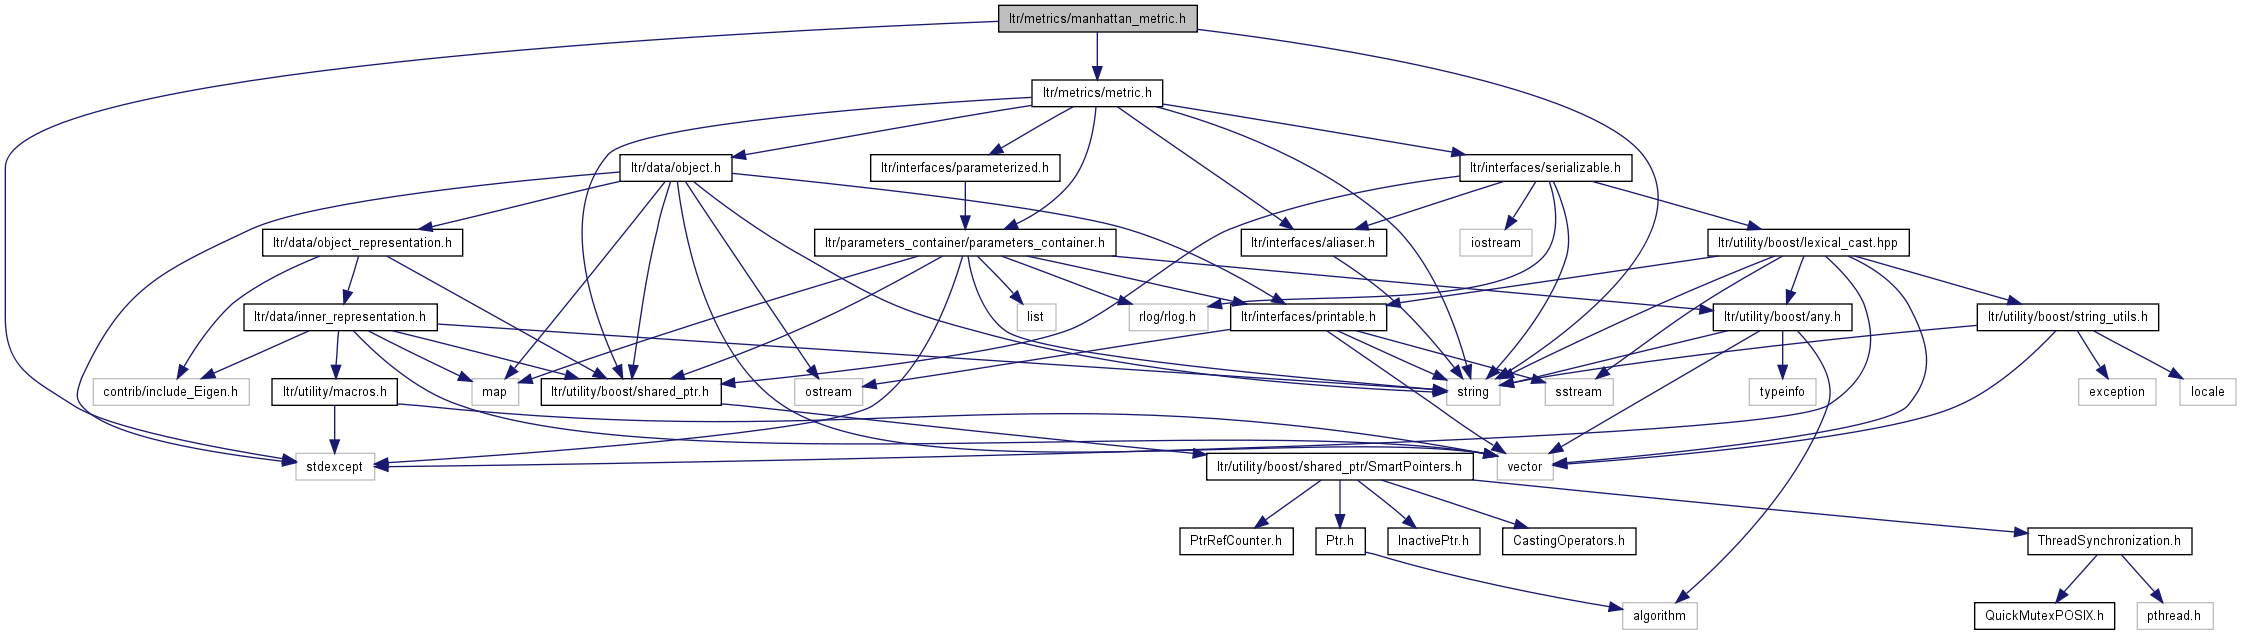 ltr/metrics/manhattan_metric.h
ltr/metrics/metric.h
ltr/data/object.h
ltr/interfaces/parameterized.h
ltr/interfaces/serializable.h
ltr/data/object_representation.h
ltr/parameters_container/parameters_container.h
ltr/interfaces/aliaser.h
iostream
ltr/utility/boost/lexical_cast.hpp
ltr/data/inner_representation.h
list
rlog/rlog.h
ltr/interfaces/printable.h
ltr/utility/boost/any.h
ltr/utility/boost/string_utils.h
contrib/include_Eigen.h
ltr/utility/macros.h
map
ltr/utility/boost/shared_ptr.h
ostream
string
sstream
typeinfo
exception
locale
stdexcept
ltr/utility/boost/shared_ptr/SmartPointers.h
vector
PtrRefCounter.h
Ptr.h
InactivePtr.h
CastingOperators.h
ThreadSynchronization.h
algorithm
QuickMutexPOSIX.h
pthread.h